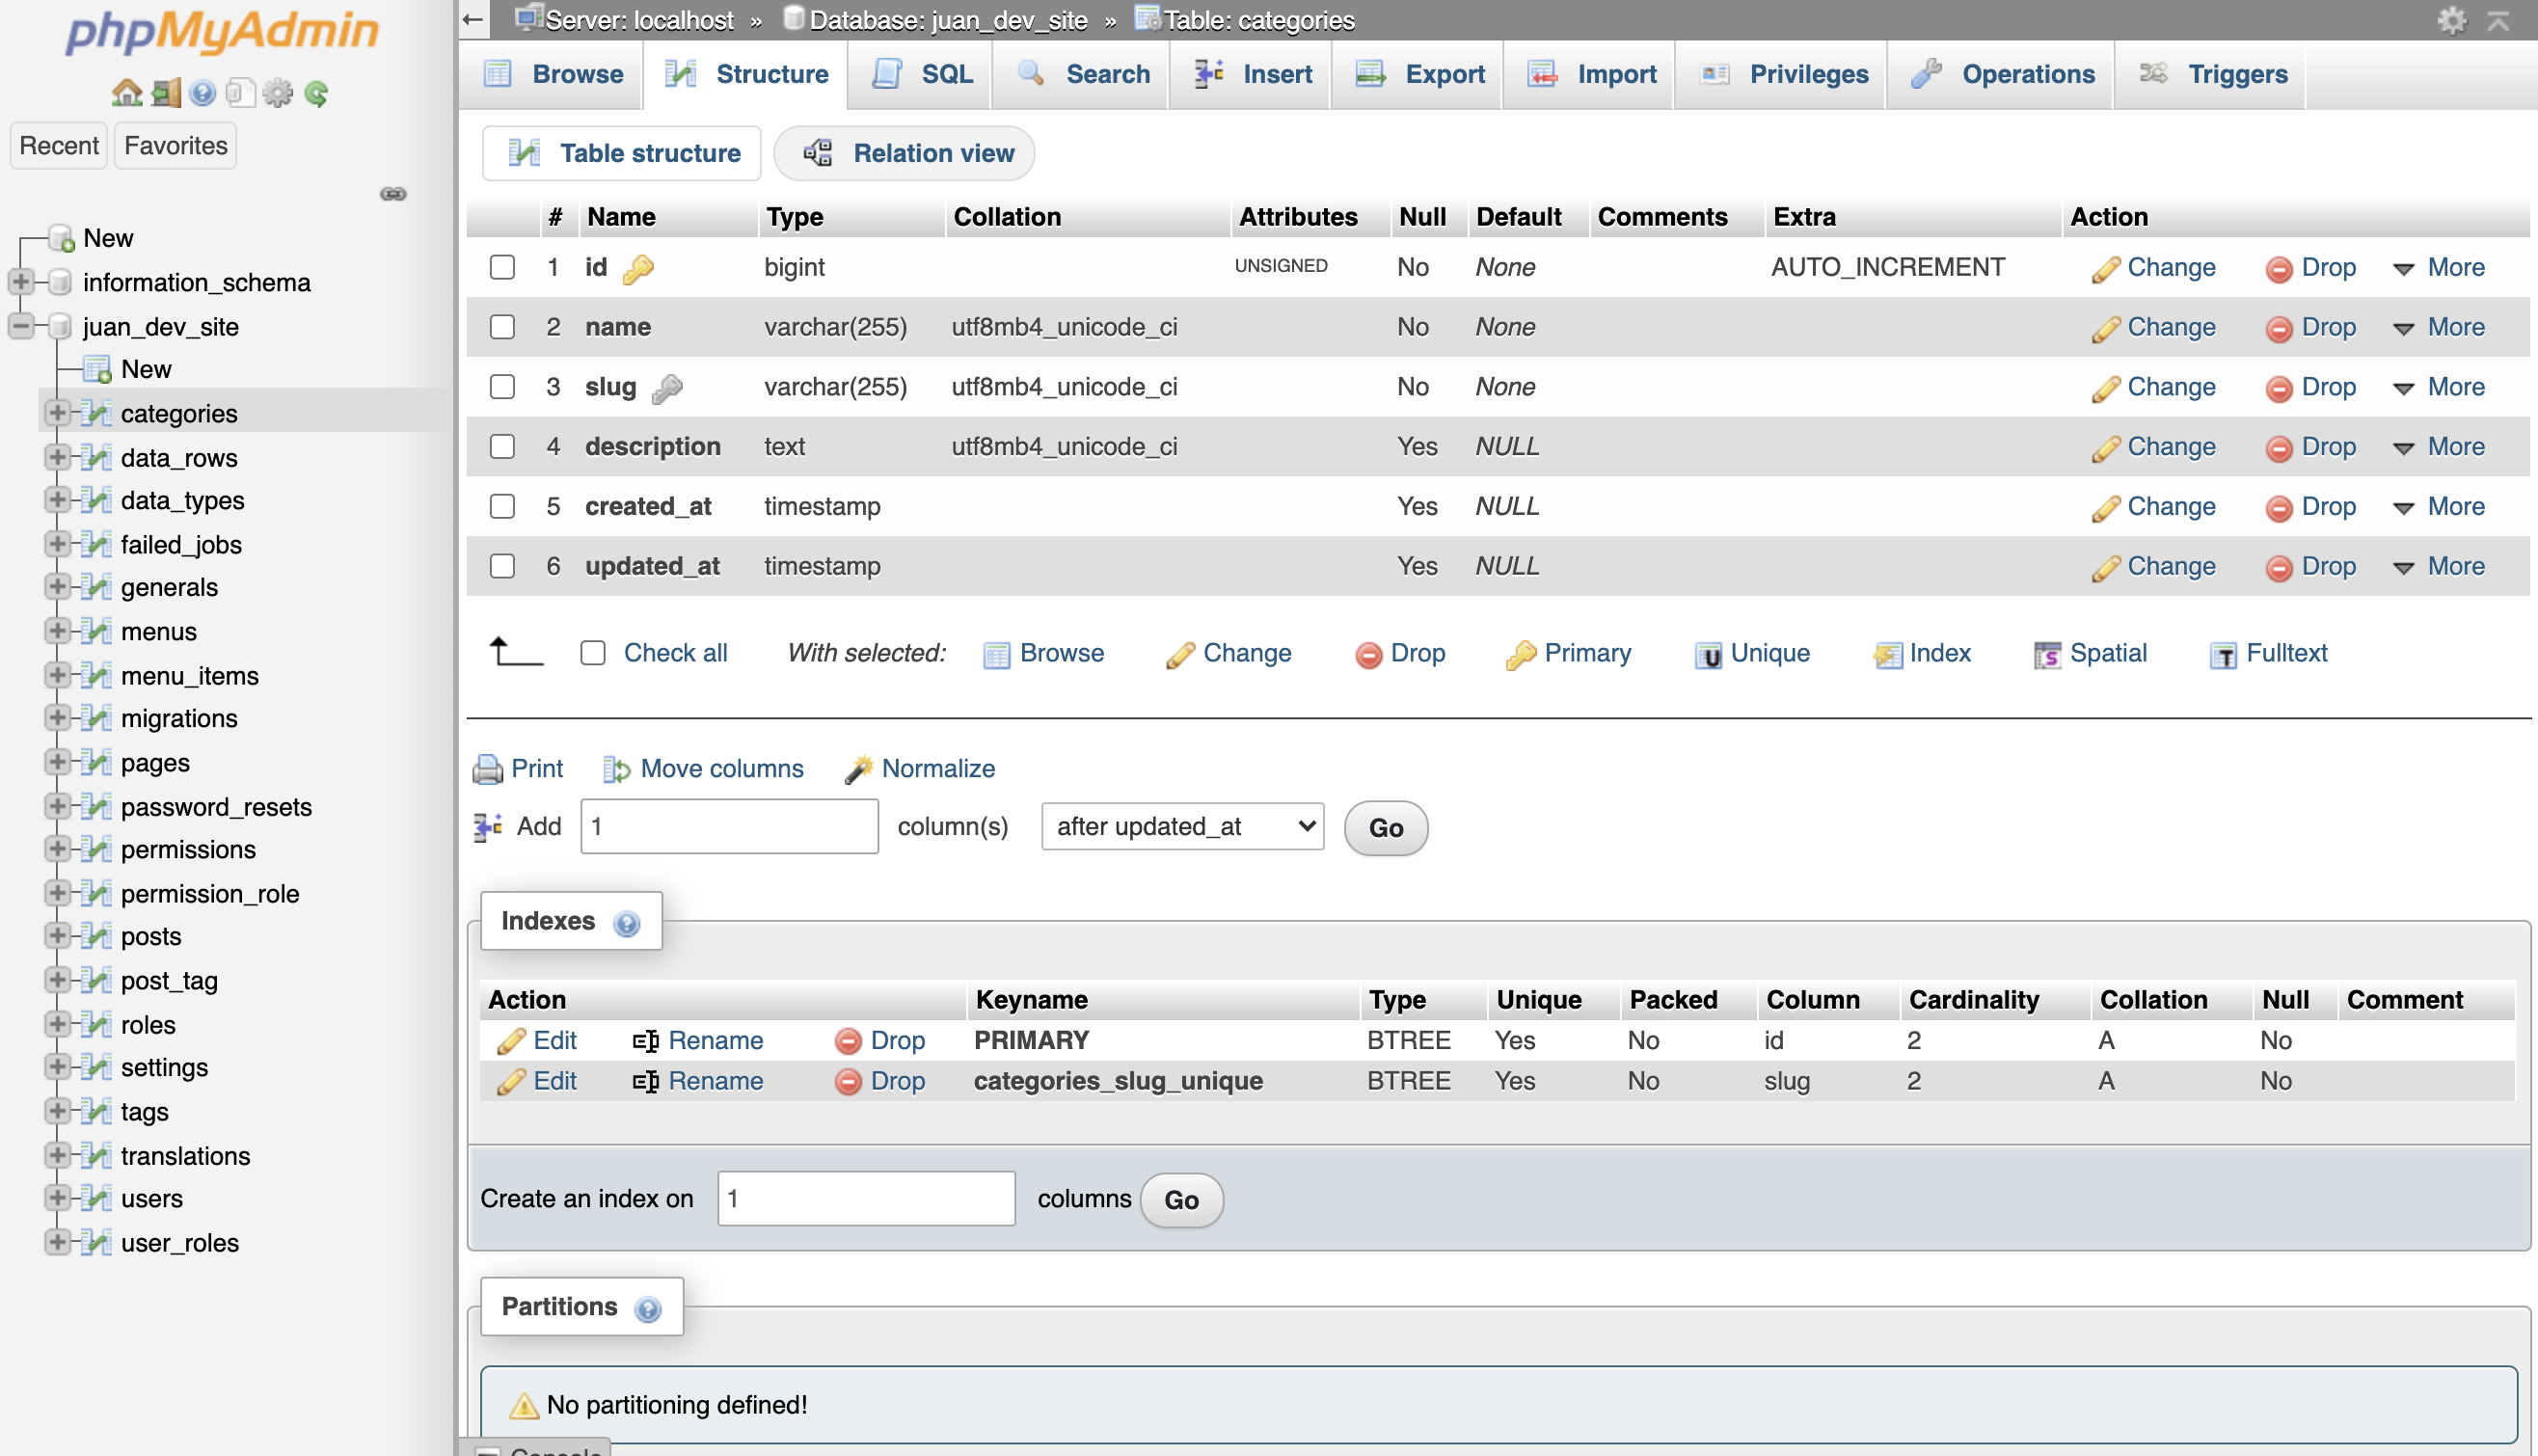 phpMyAdmin
Recent Favorites
New
information_schema
juan_dev_site
New
categories
data_rows
data_types
failed_jobs
generals
menus
menu_items
migrations
pages
password_resets
permissions
permission_role
posts
post_tag
roles
settings
tags
translations
users
user_roles
Server: localhost » Database: juan_dev_site » Table: categories
Browse Structure SQL Search Insert Export Import Privileges Operations Triggers
Table structure Relation view
# Name Type Collation Attributes Null Default Comments Extra Action
1 id bigint UNSIGNED No None AUTO_INCREMENT Change Drop More
2 name varchar(255) utf8mb4_unicode_ci No None Change Drop More
3 slug varchar(255) utf8mb4_unicode_ci No None Change Drop More
4 description text utf8mb4_unicode_ci Yes NULL Change Drop More
5 created_at timestamp Yes NULL Change Drop More
6 updated_at timestamp Yes NULL Change Drop More
Check all With selected: Browse Change Drop Primary Unique Index Spatial Fulltext
Print Move columns Normalize
Add 1 column(s) after updated_at Go
Indexes
Action Keyname Type Unique Packed Column Cardinality Collation Null Comment
Edit Rename Drop PRIMARY BTREE Yes No id 2 A No
Edit Rename Drop categories_slug_unique BTREE Yes No slug 2 A No
Create an index on 1 columns Go
Partitions
No partitioning defined!
Console